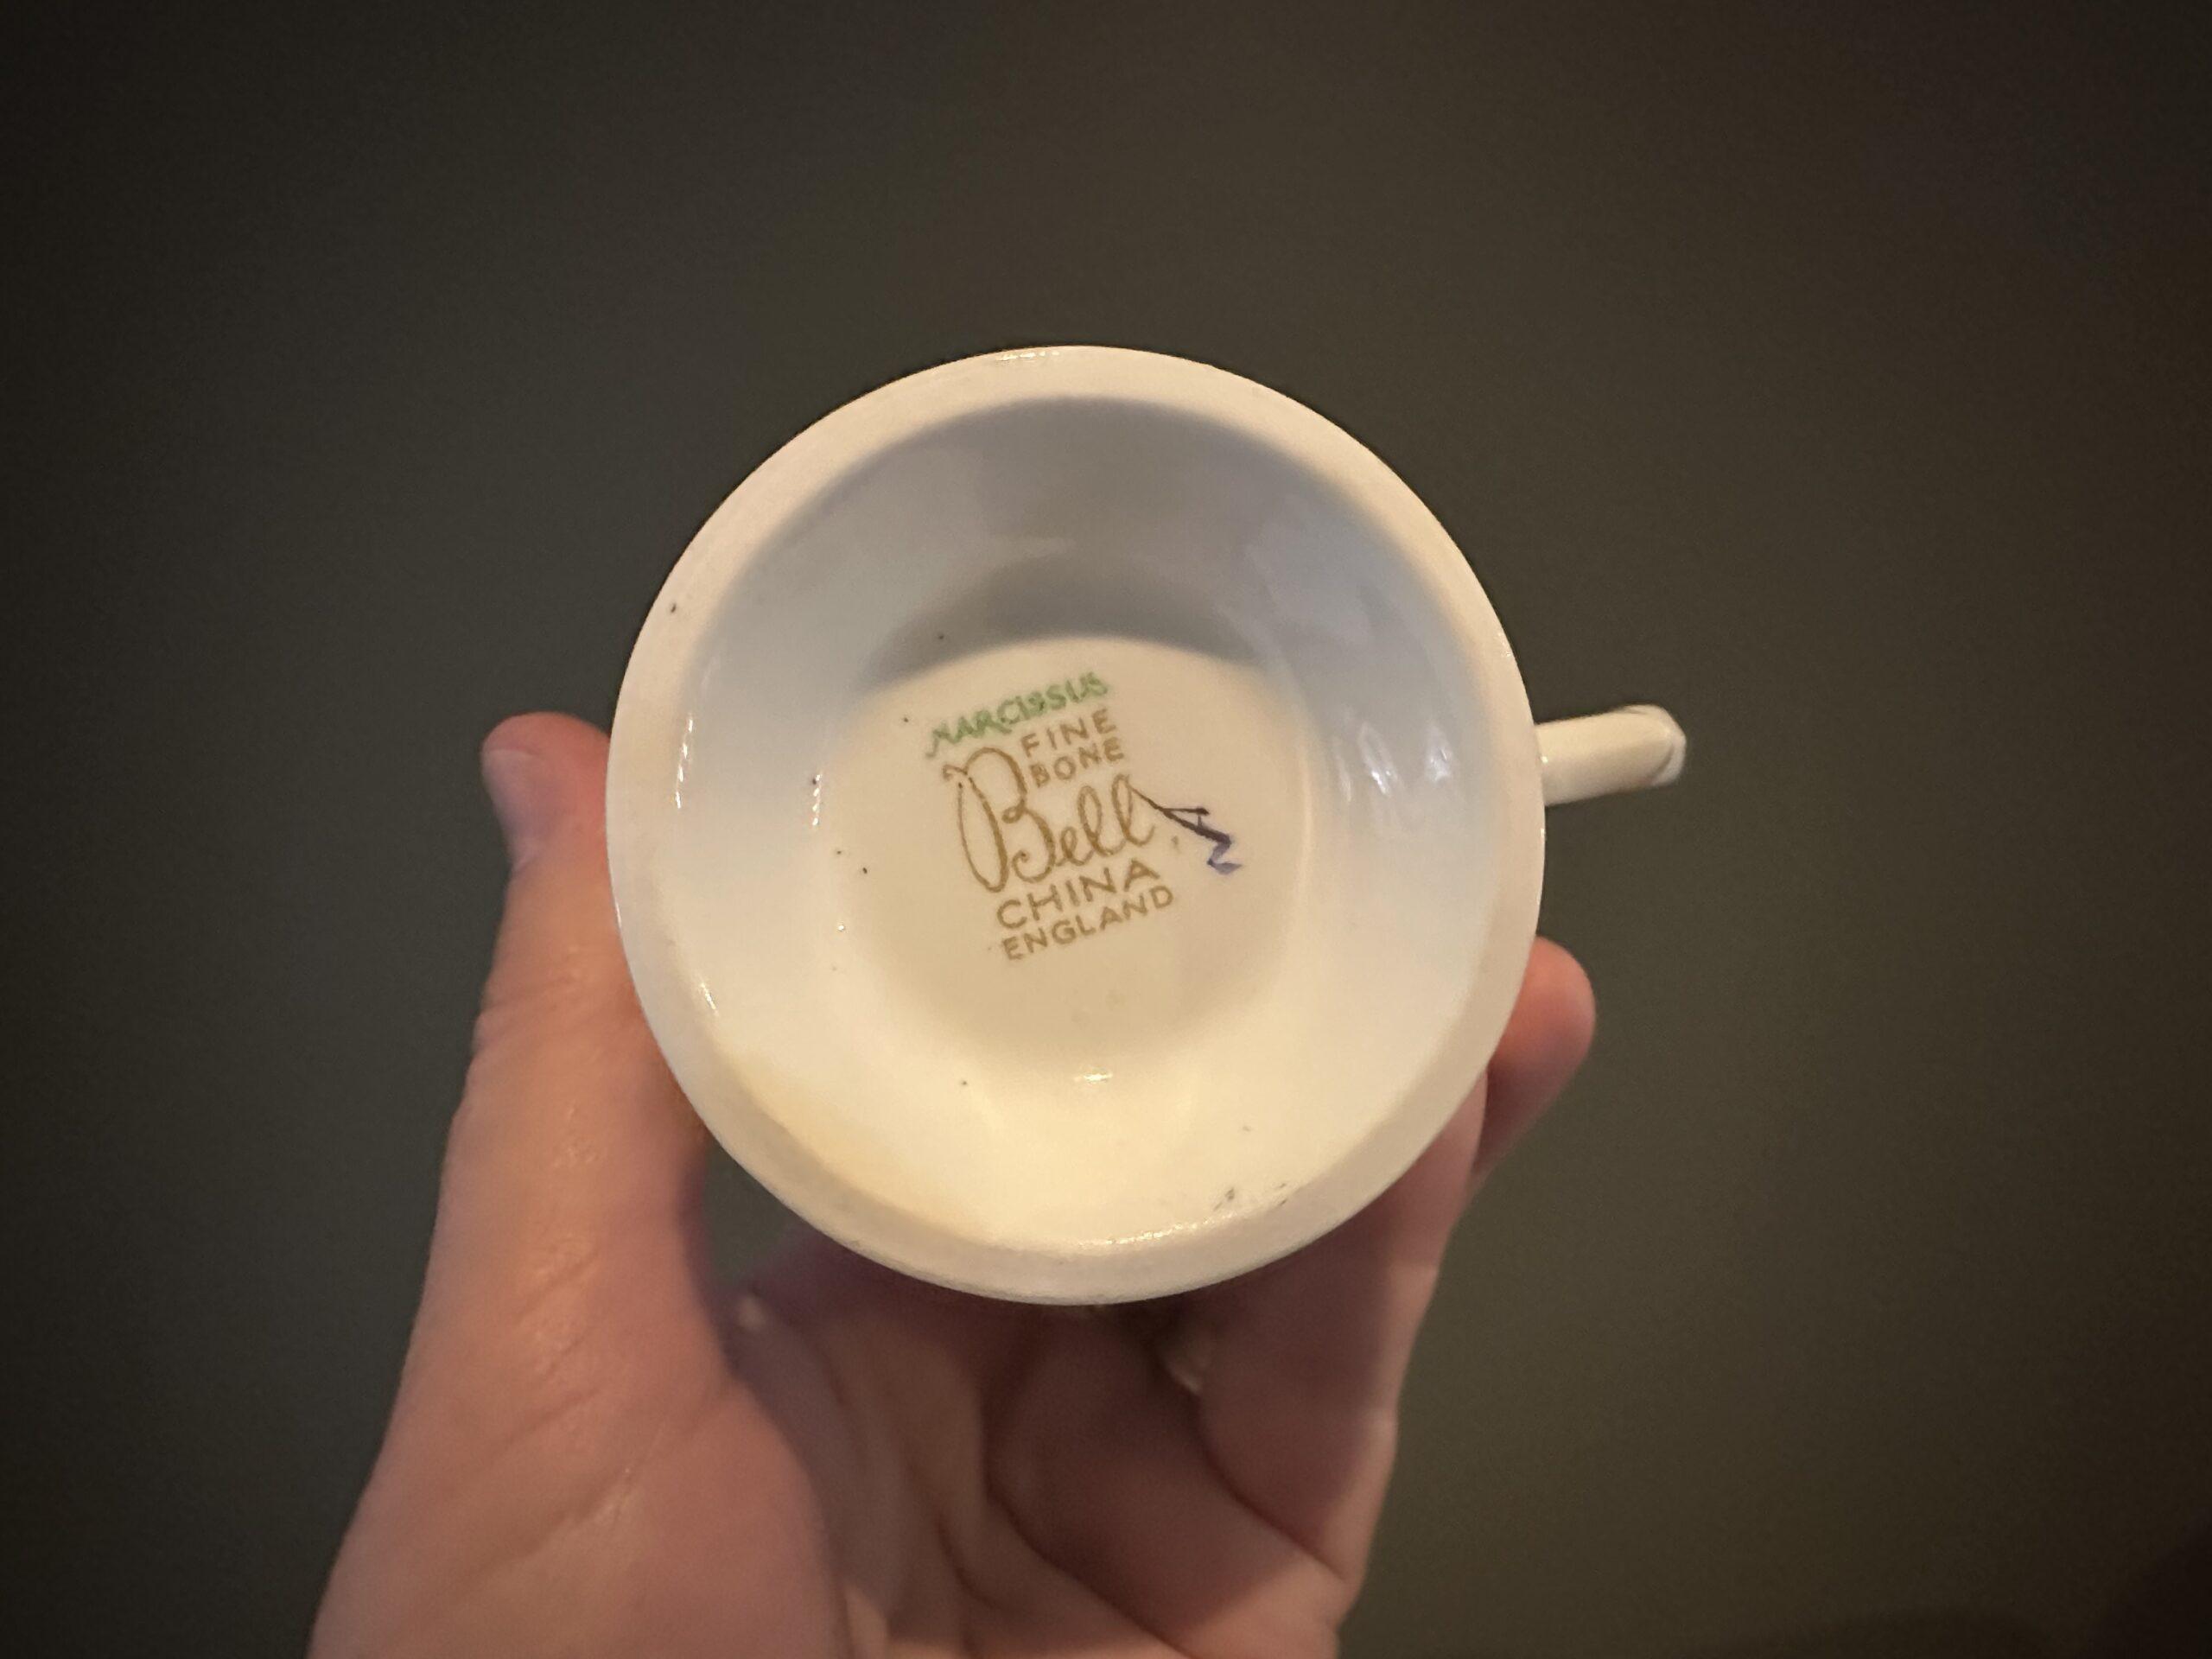 NARCISSUS
FINE
BONE
Bell
CHINA
ENGLAND